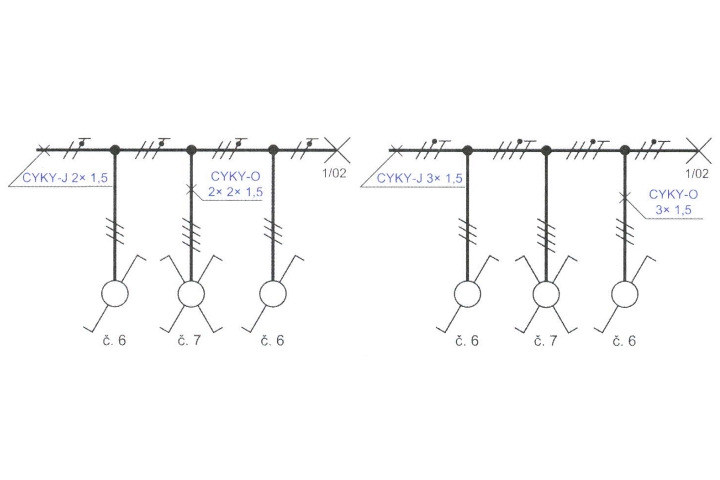 CYKY-J 2× 1,5
CYKY-O
2× 2× 1,5
1/02
č. 6
č. 7
č. 6
CYKY-J 3× 1,5
1/02
CYKY-O
3× 1,5
č. 6
č. 7
č. 6